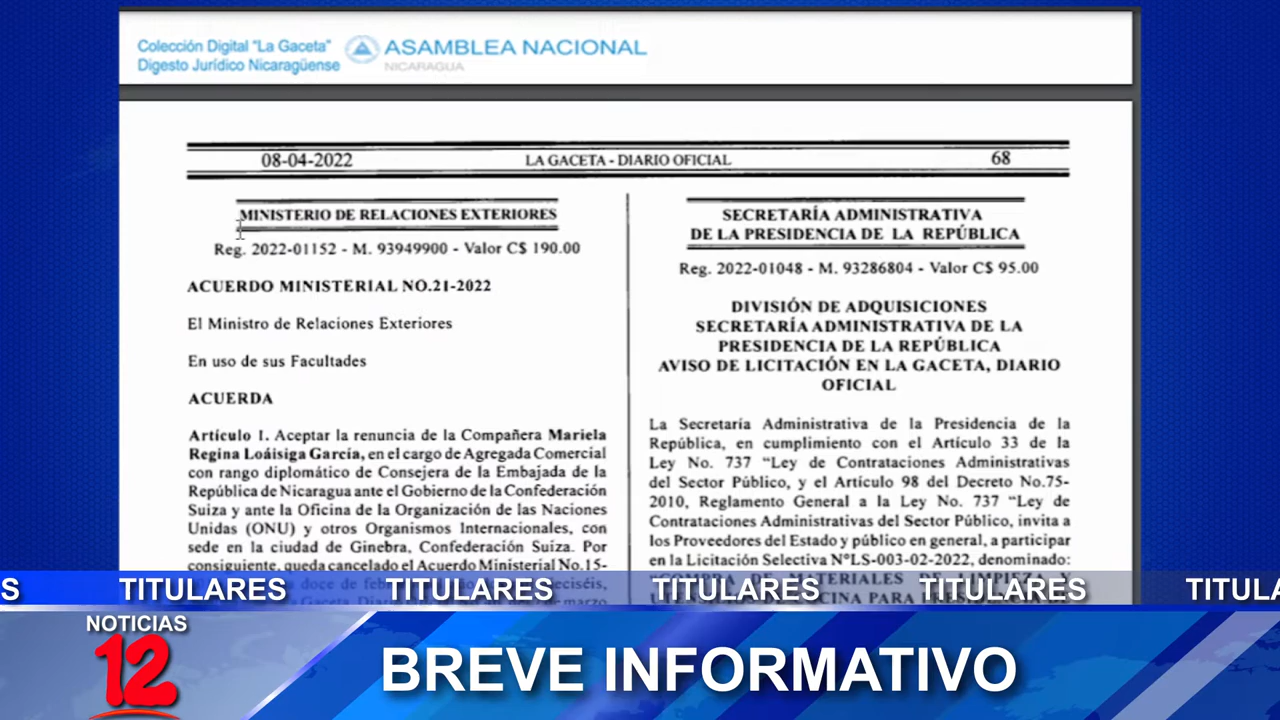 Colección Digital "La Gaceta"
Digesto Jurídico Nicaragüense
ASAMBLEA NACIONAL
NICARAGUA
08-04-2022 LA GACETA - DIARIO OFICIAL 68
MINISTERIO DE RELACIONES EXTERIORES
Reg. 2022-01152 - M. 93949900 - Valor C$ 190.00
ACUERDO MINISTERIAL NO.21-2022
El Ministro de Relaciones Exteriores
En uso de sus Facultades
ACUERDA
Artículo 1. Aceptar la renuncia de la Compañera Mariela
Regina Loáisiga García, en el cargo de Agregada Comercial
con rango diplomático de Consejera de la Embajada de la
República de Nicaragua ante el Gobierno de la Confederación
Suiza y ante la Oficina de la Organización de las Naciones
Unidas (ONU) y otros Organismos Internacionales, con
sede en la ciudad de Ginebra, Confederación Suiza. Por
consiguiente, queda cancelado el Acuerdo Ministerial No.15-
SECRETARÍA ADMINISTRATIVA
DE LA PRESIDENCIA DE LA REPÚBLICA
Reg. 2022-01048 - M. 93286804 - Valor C$ 95.00
DIVISIÓN DE ADQUISICIONES
SECRETARÍA ADMINISTRATIVA DE LA
PRESIDENCIA DE LA REPÚBLICA
AVISO DE LICITACIÓN EN LA GACETA, DIARIO
OFICIAL
La Secretaría Administrativa de la Presidencia de la
República, en cumplimiento con el Artículo 33 de la
Ley No. 737 "Ley de Contrataciones Administrativas
del Sector Público, y el Artículo 98 del Decreto No.75-
2010, Reglamento General a la Ley No. 737 "Ley de
Contrataciones Administrativas del Sector Público, invita a
los Proveedores del Estado y público en general, a participar
en la Licitación Selectiva N°LS-003-02-2022, denominado:
S TITULARES TITULARES TITULARES TITULARES TITULA
NOTICIAS
12
BREVE INFORMATIVO